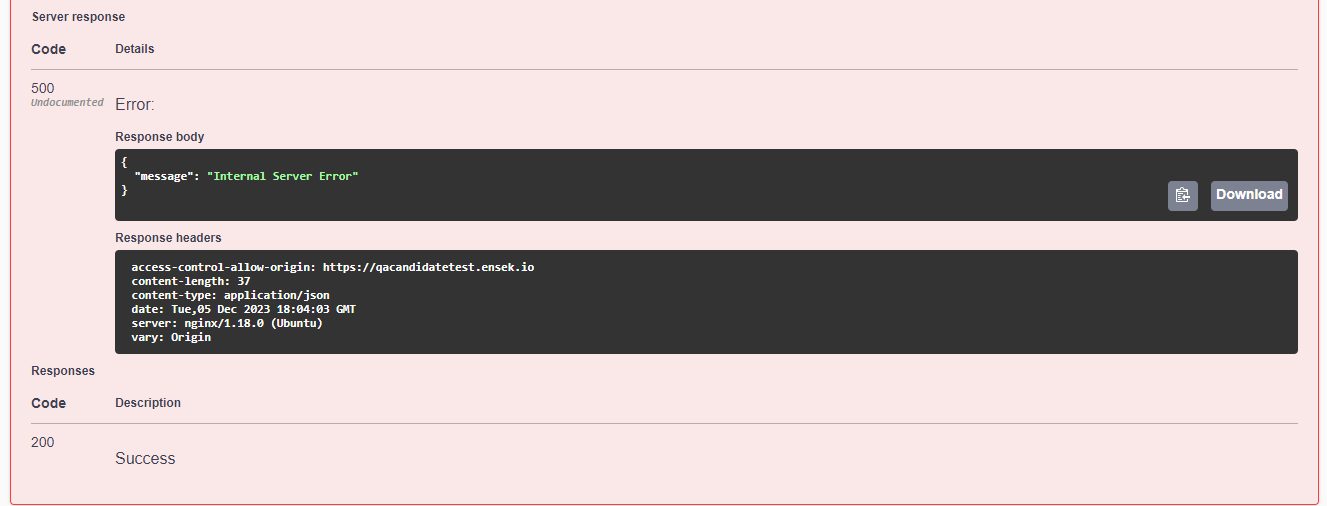 Server response
Code Details
500
Undocumented Error:
Response body
{
  "message": "Internal Server Error"
}
Download
Response headers
access-control-allow-origin: https://qacandidatetest.ensek.io
content-length: 37
content-type: application/json
date: Tue,05 Dec 2023 18:04:03 GMT
server: nginx/1.18.0 (Ubuntu)
vary: Origin
Responses
Code Description
200
Success